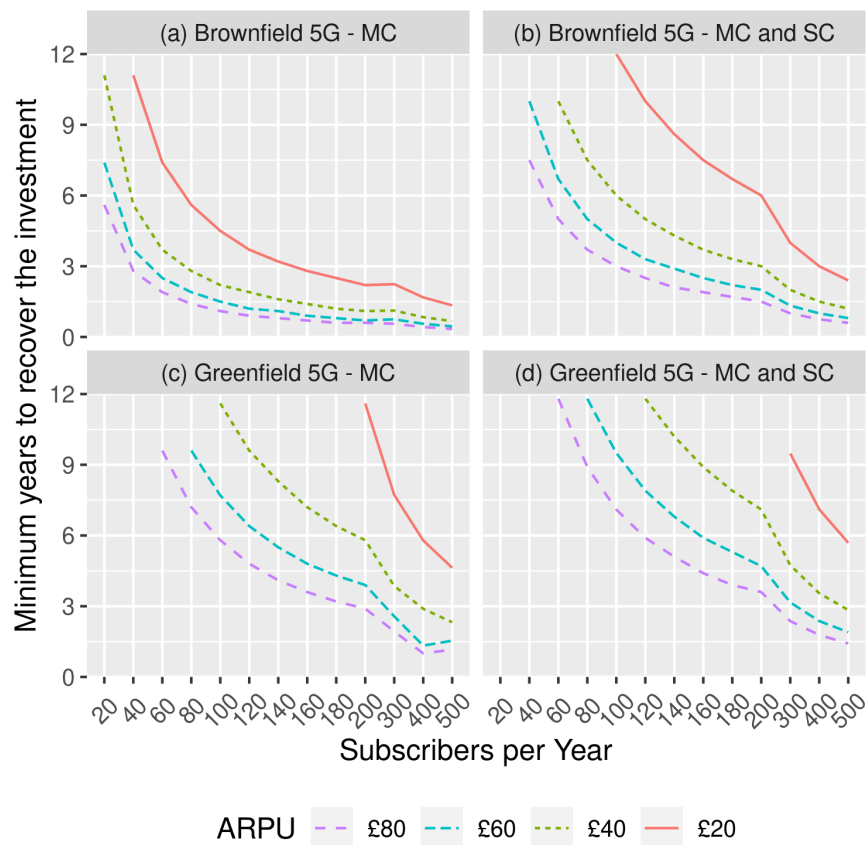 (a) Brownfield 5G - MC
(b) Brownfield 5G - MC and SC
12
9
6
3
0
(c) Greenfield 5G - MC
(d) Greenfield 5G - MC and SC
12
9
6
3
0
Minimum years to recover the investment
20 40 60 80 100 120 140 160 180 200 300 400 500
20 40 60 80 100 120 140 160 180 200 300 400 500
Subscribers per Year
ARPU £80 £60 £40 £20